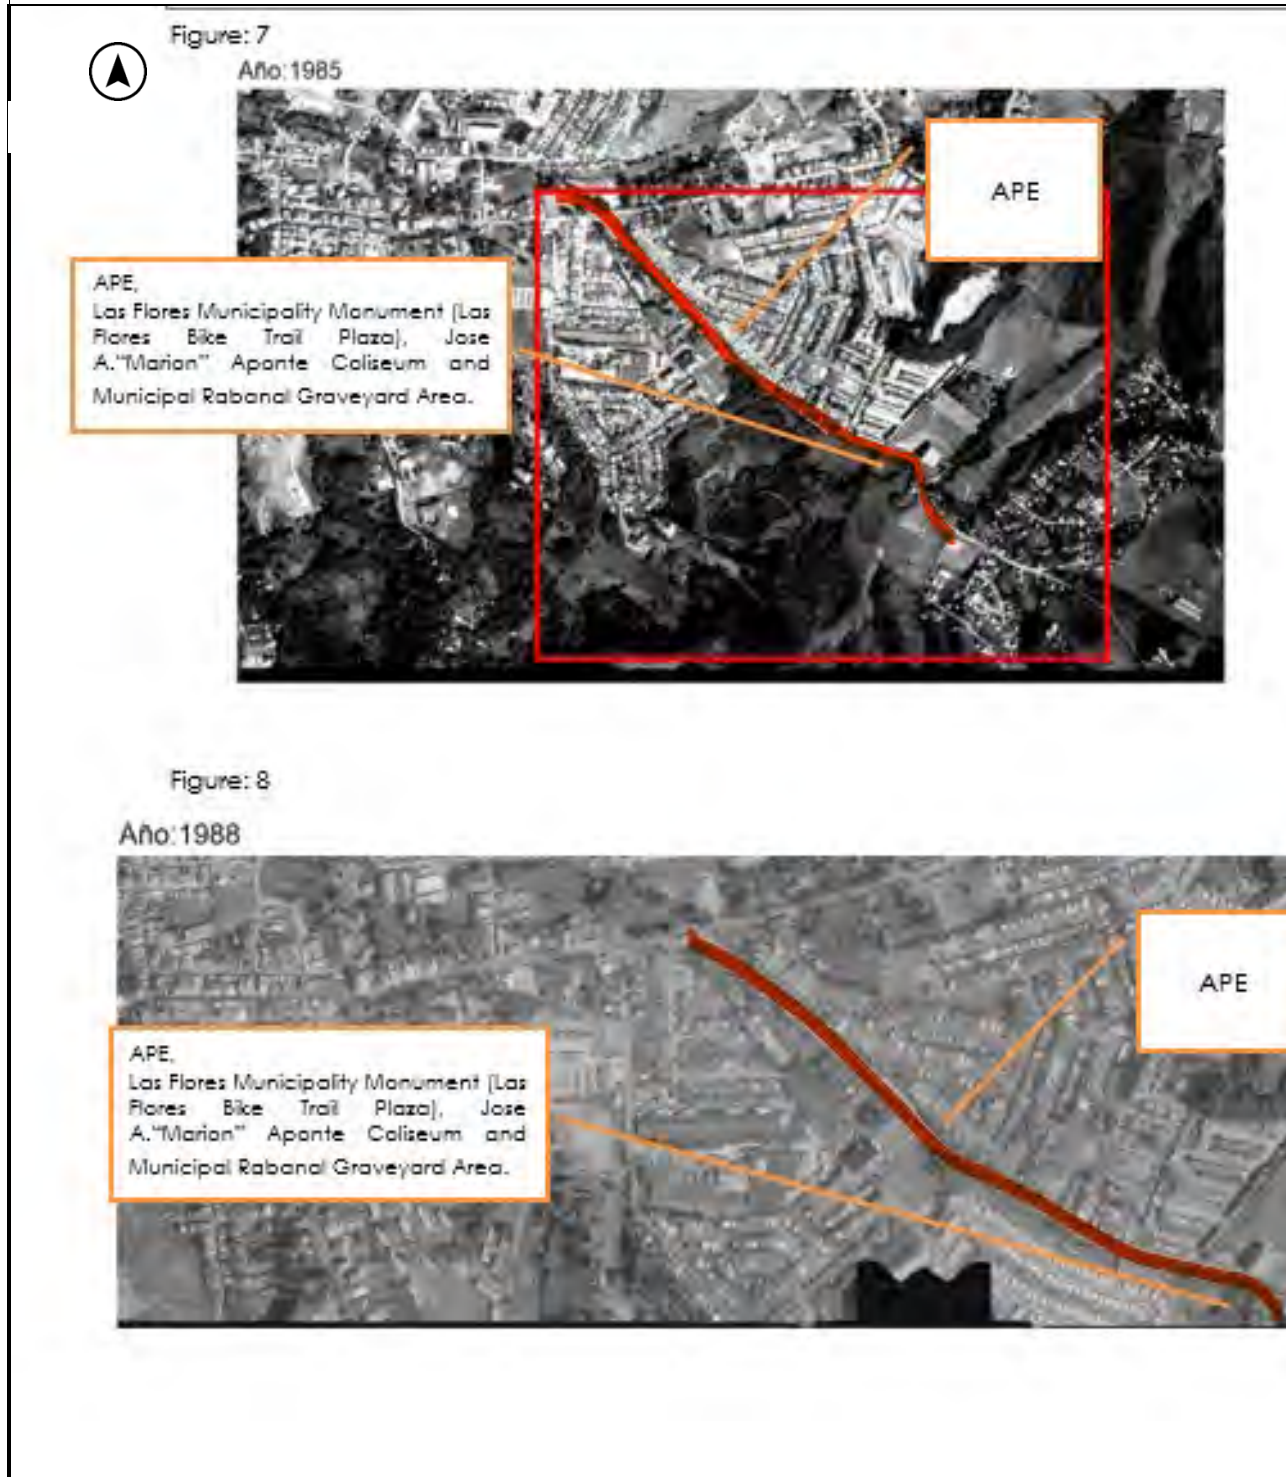 Figure: 7
Año:1985
APE
APE,
Las Flores Municipality Monument (Las
Flores Bike Trail Plaza), Jose
A."Marion" Aponte Coliseum and
Municipal Rabanal Graveyard Area.
Figure: 8
Año:1988
APE
APE,
Las Flores Municipality Monument (Las
Flores Bike Trail Plaza), Jose
A."Marion" Aponte Coliseum and
Municipal Rabanal Graveyard Area.